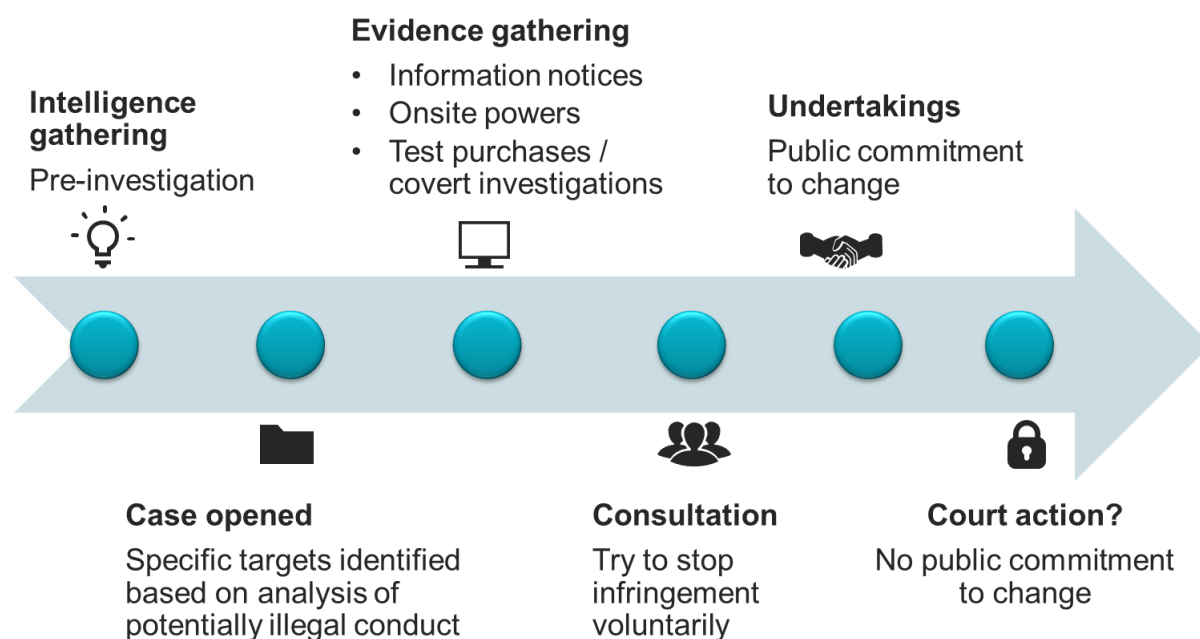 Intelligence
gathering
Pre-investigation
Case opened
Specific targets identified
based on analysis of
potentially illegal conduct
Evidence gathering
• Information notices
• Onsite powers
• Test purchases /
covert investigations
Consultation
Try to stop
infringement
voluntarily
Undertakings
Public commitment
to change
Court action?
No public commitment
to change